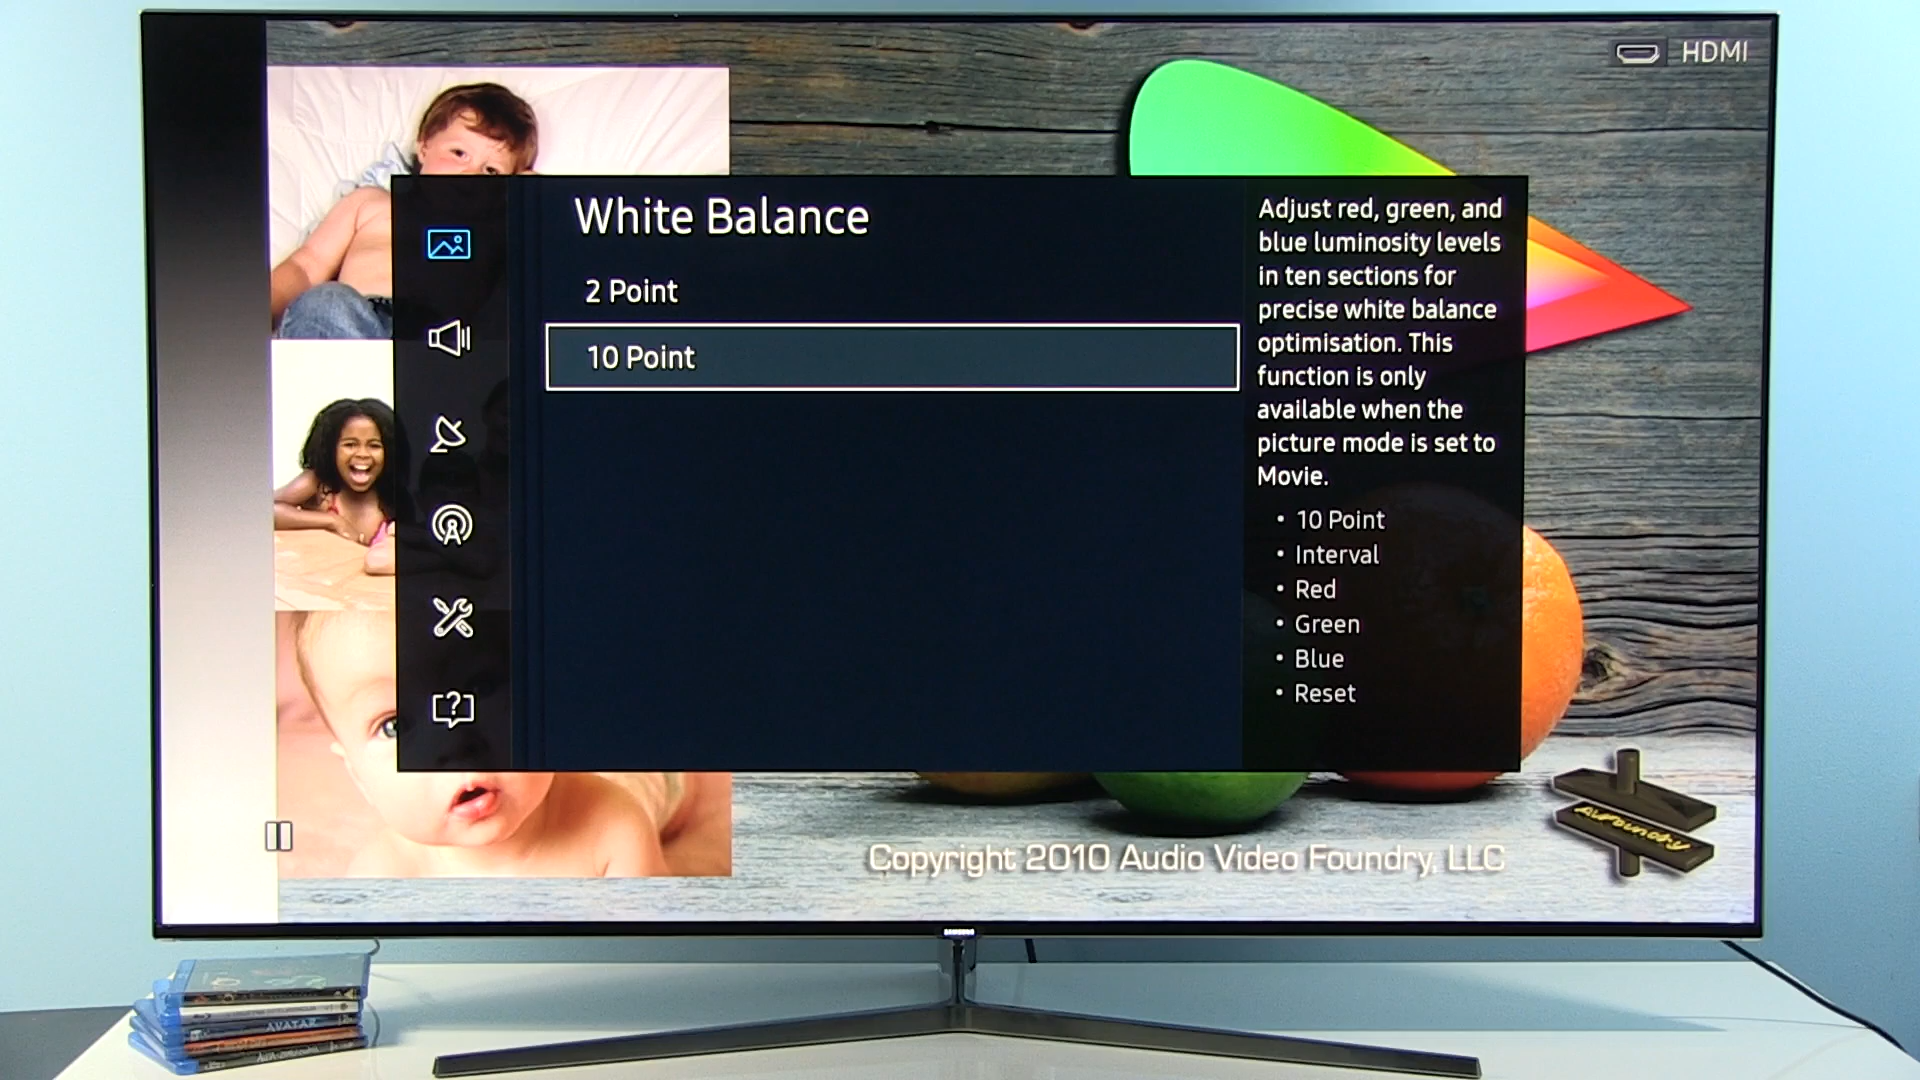 HDMI
White Balance
2 Point
10 Point
Adjust red, green, and
blue luminosity levels
in ten sections for
precise white balance
optimisation. This
function is only
available when the
picture mode is set to
Movie.
• 10 Point
• Interval
• Red
• Green
• Blue
• Reset
AVFoundry
Copyright 2010 Audio Video Foundry, LLC
SAMSUNG
AVATAR